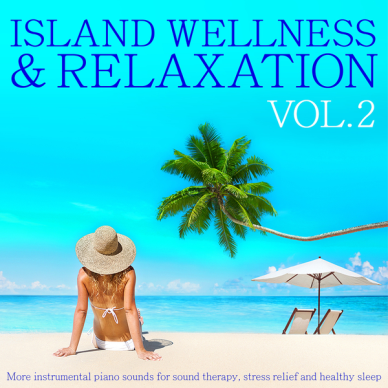 ISLAND WELLNESS
& RELAXATION
VOL.2
More instrumental piano sounds for sound therapy, stress relief and healthy sleep